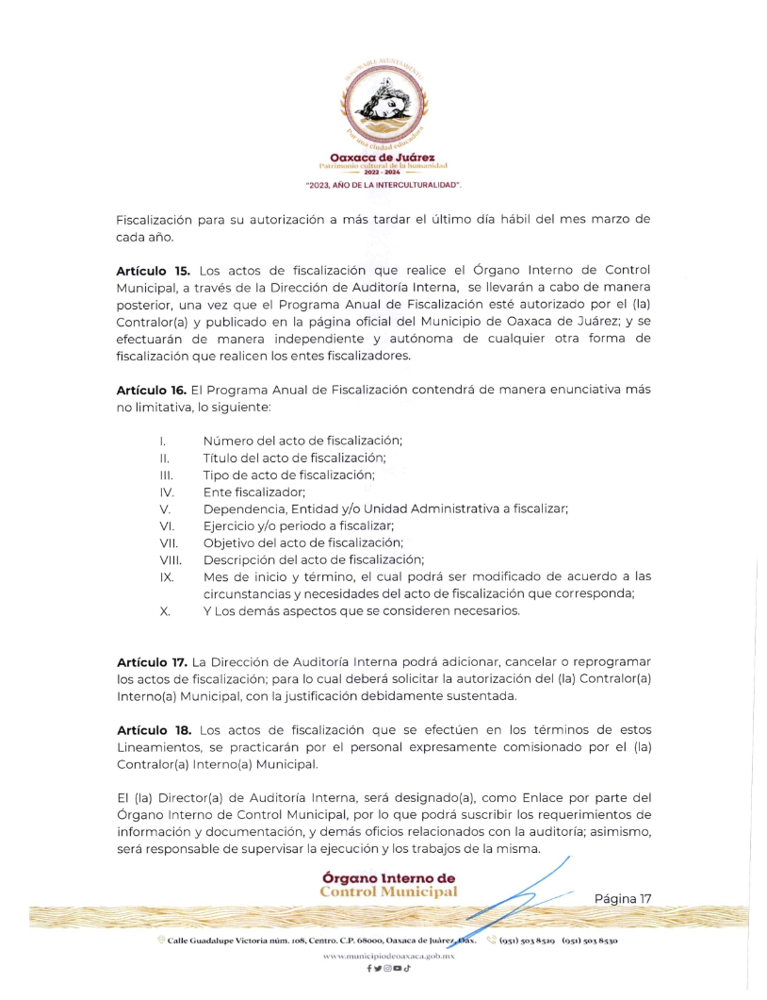 HONORABLE AYUNTAMIENTO
Por una ciudad educadora
Oaxaca de Juárez
Patrimonio cultural de la humanidad
2022 - 2024
"2023, AÑO DE LA INTERCULTURALIDAD".
Fiscalización para su autorización a más tardar el último día hábil del mes marzo de
cada año.
Artículo 15. Los actos de fiscalización que realice el Órgano Interno de Control
Municipal, a través de la Dirección de Auditoría Interna, se llevarán a cabo de manera
posterior, una vez que el Programa Anual de Fiscalización esté autorizado por el (la)
Contralor(a) y publicado en la página oficial del Municipio de Oaxaca de Juárez; y se
efectuarán de manera independiente y autónoma de cualquier otra forma de
fiscalización que realicen los entes fiscalizadores.
Artículo 16. El Programa Anual de Fiscalización contendrá de manera enunciativa más
no limitativa, lo siguiente:
I. Número del acto de fiscalización;
II. Título del acto de fiscalización;
III. Tipo de acto de fiscalización;
IV. Ente fiscalizador;
V. Dependencia, Entidad y/o Unidad Administrativa a fiscalizar;
VI. Ejercicio y/o periodo a fiscalizar;
VII. Objetivo del acto de fiscalización;
VIII. Descripción del acto de fiscalización;
IX. Mes de inicio y término, el cual podrá ser modificado de acuerdo a las
circunstancias y necesidades del acto de fiscalización que corresponda;
X. Y Los demás aspectos que se consideren necesarios.
Artículo 17. La Dirección de Auditoría Interna podrá adicionar, cancelar o reprogramar
los actos de fiscalización; para lo cual deberá solicitar la autorización del (la) Contralor(a)
Interno(a) Municipal, con la justificación debidamente sustentada.
Artículo 18. Los actos de fiscalización que se efectúen en los términos de estos
Lineamientos, se practicarán por el personal expresamente comisionado por el (la)
Contralor(a) Interno(a) Municipal.
El (la) Director(a) de Auditoría Interna, será designado(a), como Enlace por parte del
Órgano Interno de Control Municipal, por lo que podrá suscribir los requerimientos de
información y documentación, y demás oficios relacionados con la auditoría; asimismo,
será responsable de supervisar la ejecución y los trabajos de la misma.
Órgano Interno de
Control Municipal
Página 17
Calle Guadalupe Victoria núm. 108, Centro. C.P. 68000, Oaxaca de Juárez, Oax. (951) 503 8529 (951) 503 8530
www.municipiodeoaxaca.gob.mx